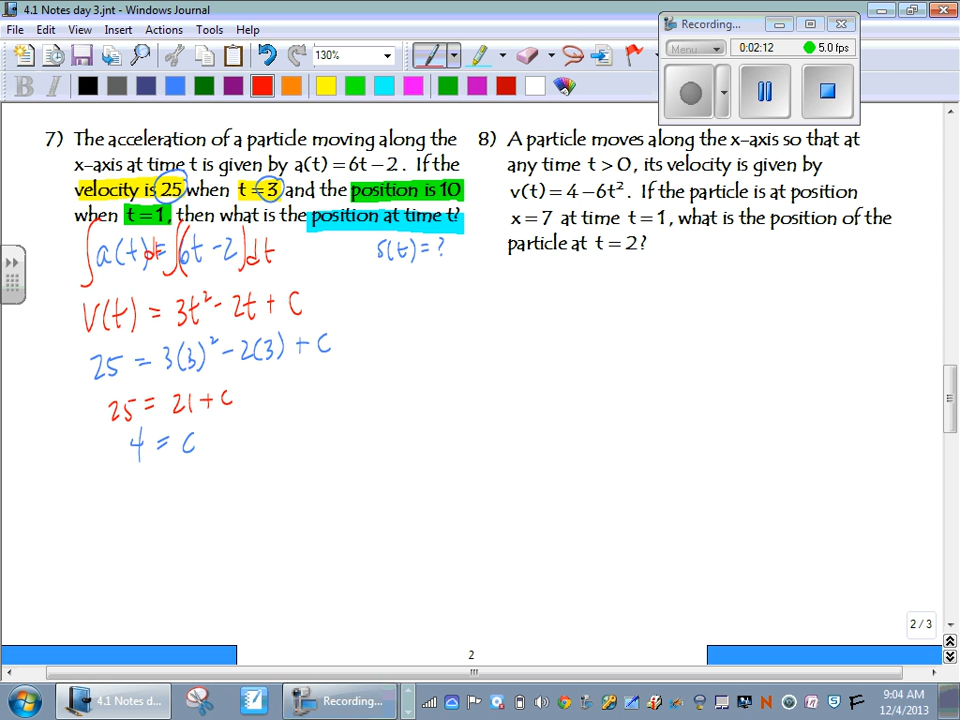 4.1 Notes day 3.jnt - Windows Journal
File Edit View Insert Actions Tools Help
130%
B I
Recording...
Menu 0:02:12 5.0 fps
7) The acceleration of a particle moving along the
x-axis at time t is given by a(t) = 6t - 2. If the
velocity is 25 when t = 3 and the position is 10
when t = 1, then what is the position at time t?
∫a(t)dt = ∫(6t - 2)dt
s(t) = ?
v(t) = 3t² - 2t + C
25 = 3(3)² - 2(3) + C
25 = 21 + C
4 = C
8) A particle moves along the x-axis so that at
any time t > 0, its velocity is given by
v(t) = 4 - 6t². If the particle is at position
x = 7 at time t = 1, what is the position of the
particle at t = 2?
2 / 3
2
4.1 Notes d...
Recording...
9:04 AM
12/4/2013